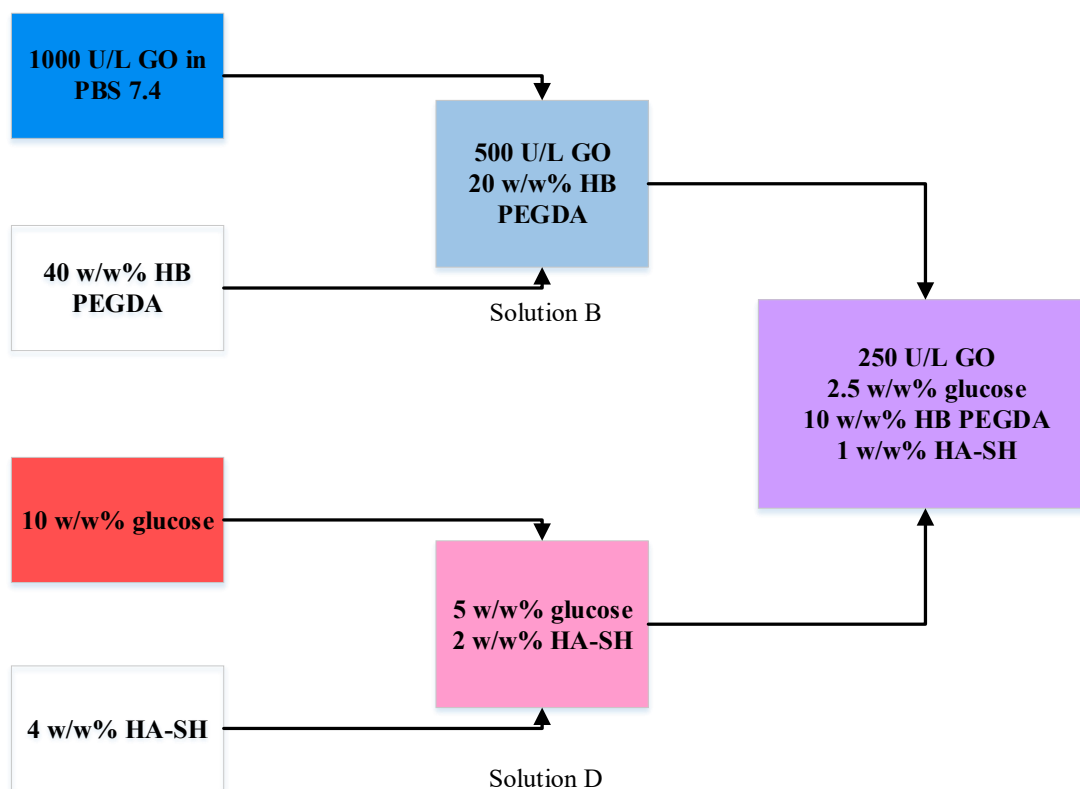 1000 U/L GO in
PBS 7.4
500 U/L GO
20 w/w% HB
PEGDA
40 w/w% HB
PEGDA
Solution B
250 U/L GO
2.5 w/w% glucose
10 w/w% HB PEGDA
1 w/w% HA-SH
10 w/w% glucose
5 w/w% glucose
2 w/w% HA-SH
4 w/w% HA-SH
Solution D